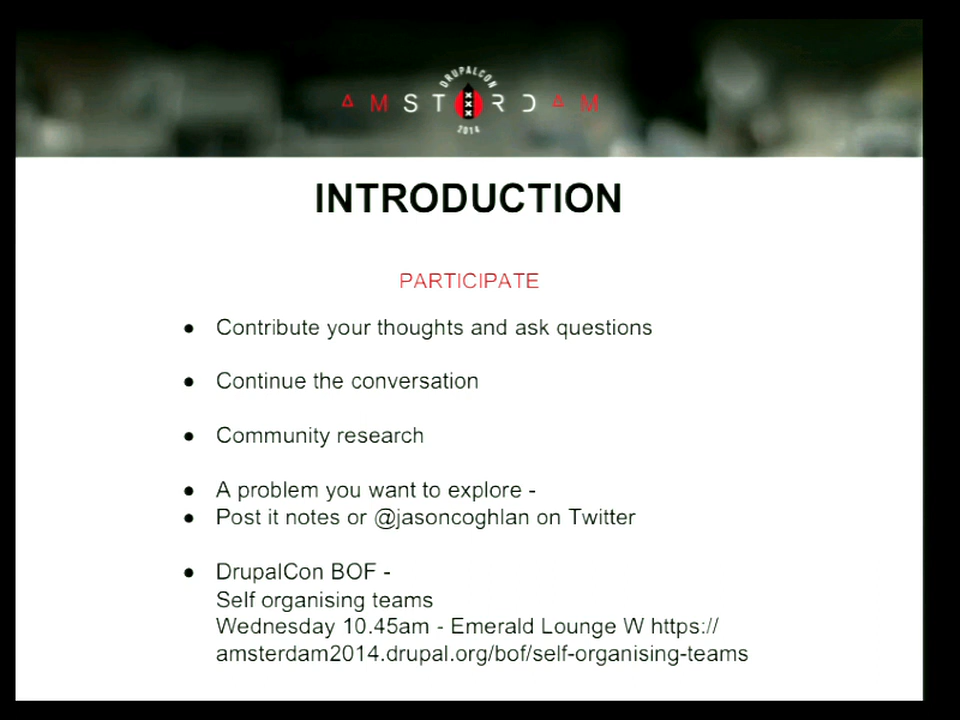 DRUPALCON
AMSTERDAM
2014
INTRODUCTION
PARTICIPATE
● Contribute your thoughts and ask questions
● Continue the conversation
● Community research
● A problem you want to explore -
● Post it notes or @jasoncoghlan on Twitter
● DrupalCon BOF -
Self organising teams
Wednesday 10.45am - Emerald Lounge W https://
amsterdam2014.drupal.org/bof/self-organising-teams